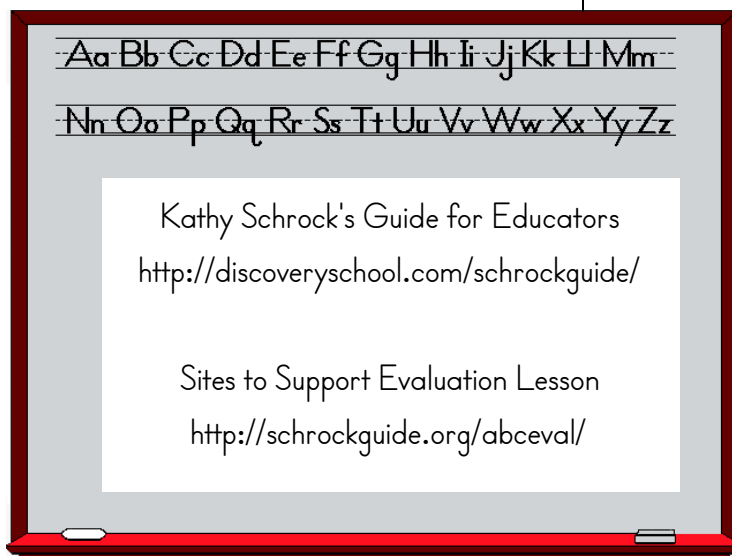 Aa Bb Cc Dd Ee Ff Gg Hh Ii Jj Kk Ll Mm
Nn Oo Pp Qq Rr Ss Tt Uu Vv Ww Xx Yy Zz
Kathy Schrock's Guide for Educators
http://discoveryschool.com/schrockguide/
Sites to Support Evaluation Lesson
http://schrockguide.org/abceval/